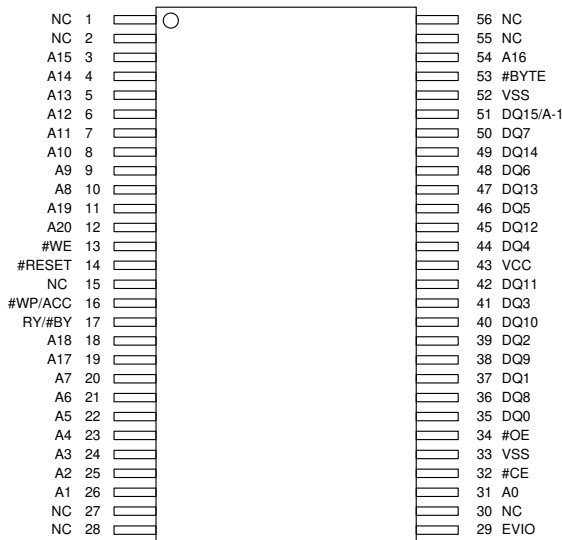 NC 1 56 NC
NC 2 55 NC
A15 3 54 A16
A14 4 53 #BYTE
A13 5 52 VSS
A12 6 51 DQ15/A-1
A11 7 50 DQ7
A10 8 49 DQ14
A9 9 48 DQ6
A8 10 47 DQ13
A19 11 46 DQ5
A20 12 45 DQ12
#WE 13 44 DQ4
#RESET 14 43 VCC
NC 15 42 DQ11
#WP/ACC 16 41 DQ3
RY/#BY 17 40 DQ10
A18 18 39 DQ2
A17 19 38 DQ9
A7 20 37 DQ1
A6 21 36 DQ8
A5 22 35 DQ0
A4 23 34 #OE
A3 24 33 VSS
A2 25 32 #CE
A1 26 31 A0
NC 27 30 NC
NC 28 29 EVIO